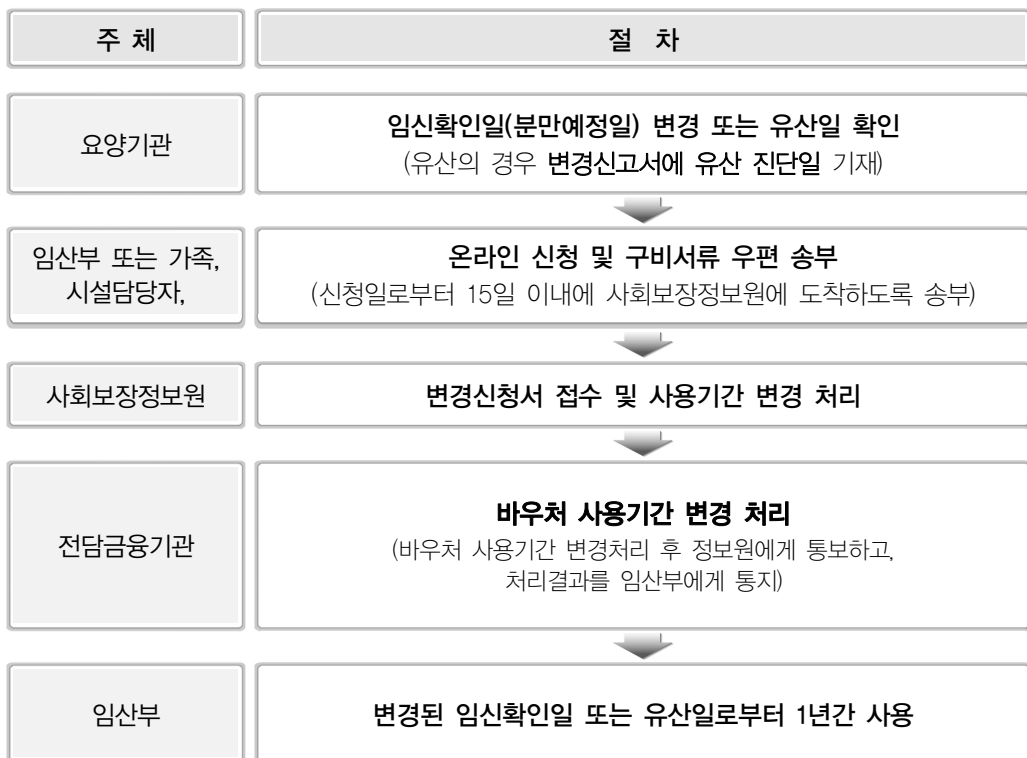 주 체
절 차
요양기관
임신확인일(분만예정일) 변경 또는 유산일 확인
(유산의 경우 변경신고서에 유산 진단일 기재)
임산부 또는 가족,
시설담당자,
온라인 신청 및 구비서류 우편 송부
(신청일로부터 15일 이내에 사회보장정보원에 도착하도록 송부)
사회보장정보원
변경신청서 접수 및 사용기간 변경 처리
전담금융기관
바우처 사용기간 변경 처리
(바우처 사용기간 변경처리 후 정보원에게 통보하고,
처리결과를 임산부에게 통지)
임산부
변경된 임신확인일 또는 유산일로부터 1년간 사용